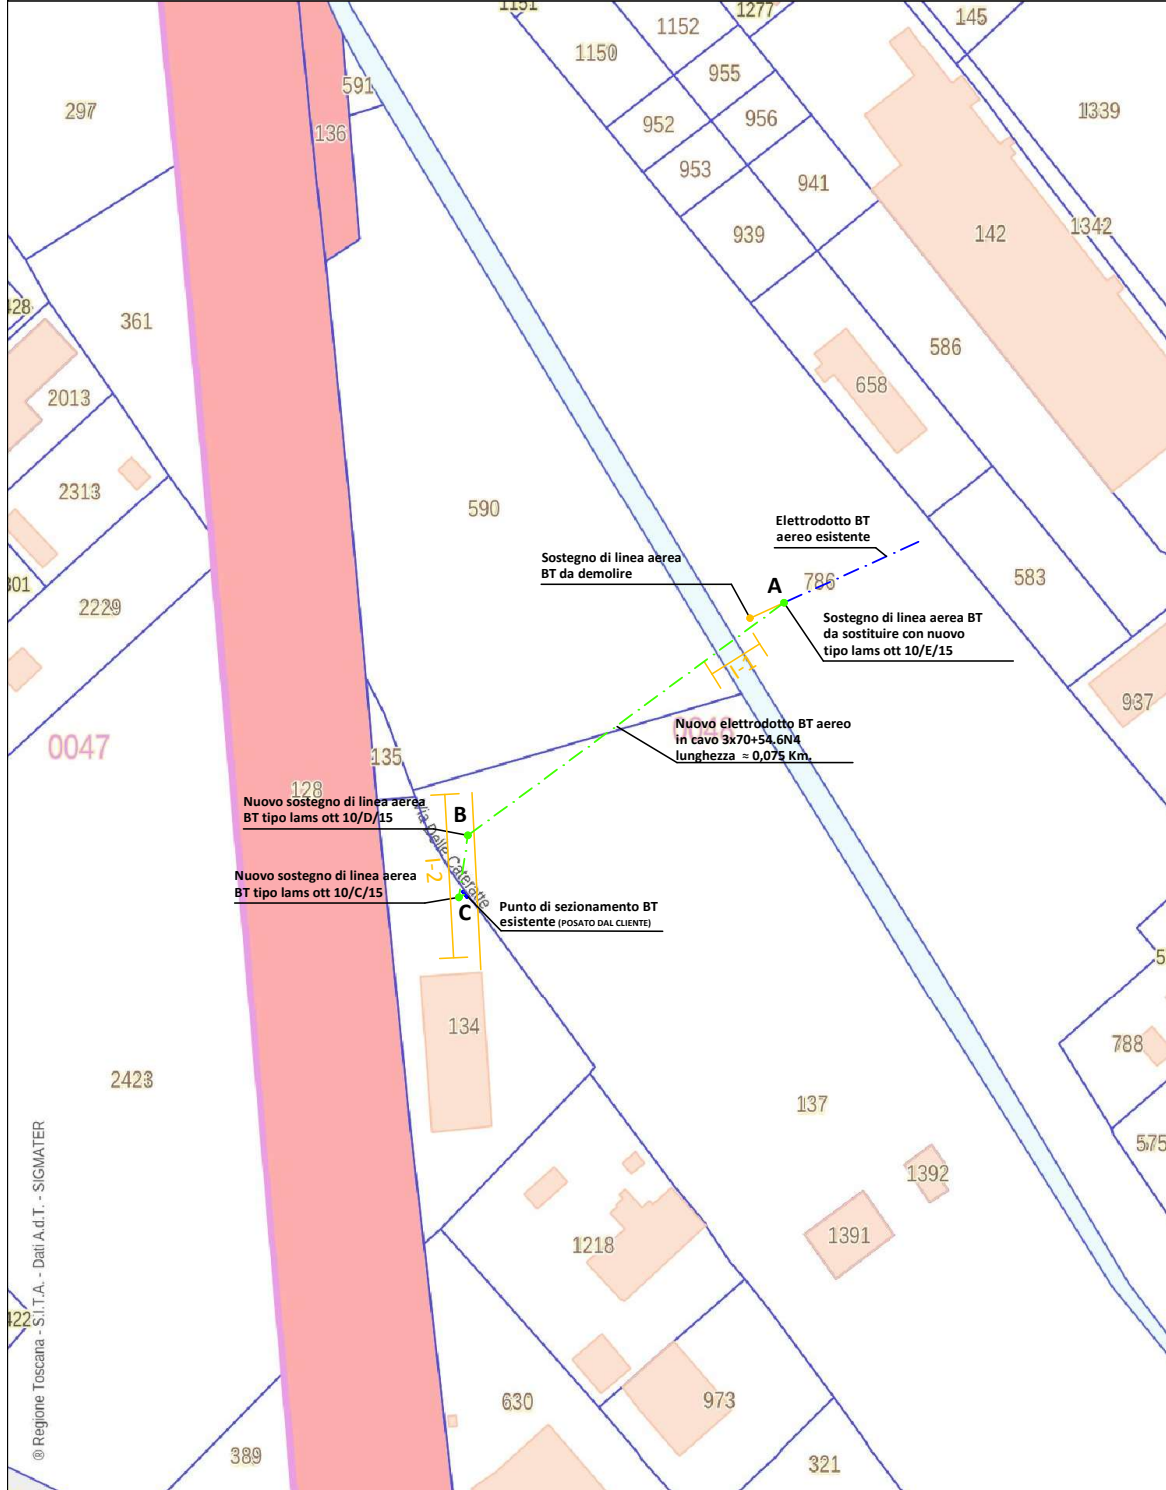 1151
1277
1152
145
1150
955
591
297
1339
952
956
136
953
941
939
142
1342
428
361
586
658
2013
2313
590
Elettrodotto BT
aereo esistente
Sostegno di linea aerea
BT da demolire
A
786
583
301
2229
Sostegno di linea aerea BT
da sostituire con nuovo
tipo lams ott 10/E/15
I-1
937
0047
0048
Nuovo elettrodotto BT aereo
in cavo 3x70+54,6N4
lunghezza ≈ 0,075 Km.
135
128
Nuovo sostegno di linea aerea
BT tipo lams ott 10/D/15
B
Via Delle Cateratte
I-2
Nuovo sostegno di linea aerea
BT tipo lams ott 10/C/15
C
Punto di sezionamento BT
esistente (POSATO DAL CLIENTE)
134
788
2423
137
575
1392
1391
1218
422
® Regione Toscana - S.I.T.A. - Dati A.d.T. - SIGMATER
630
973
389
321